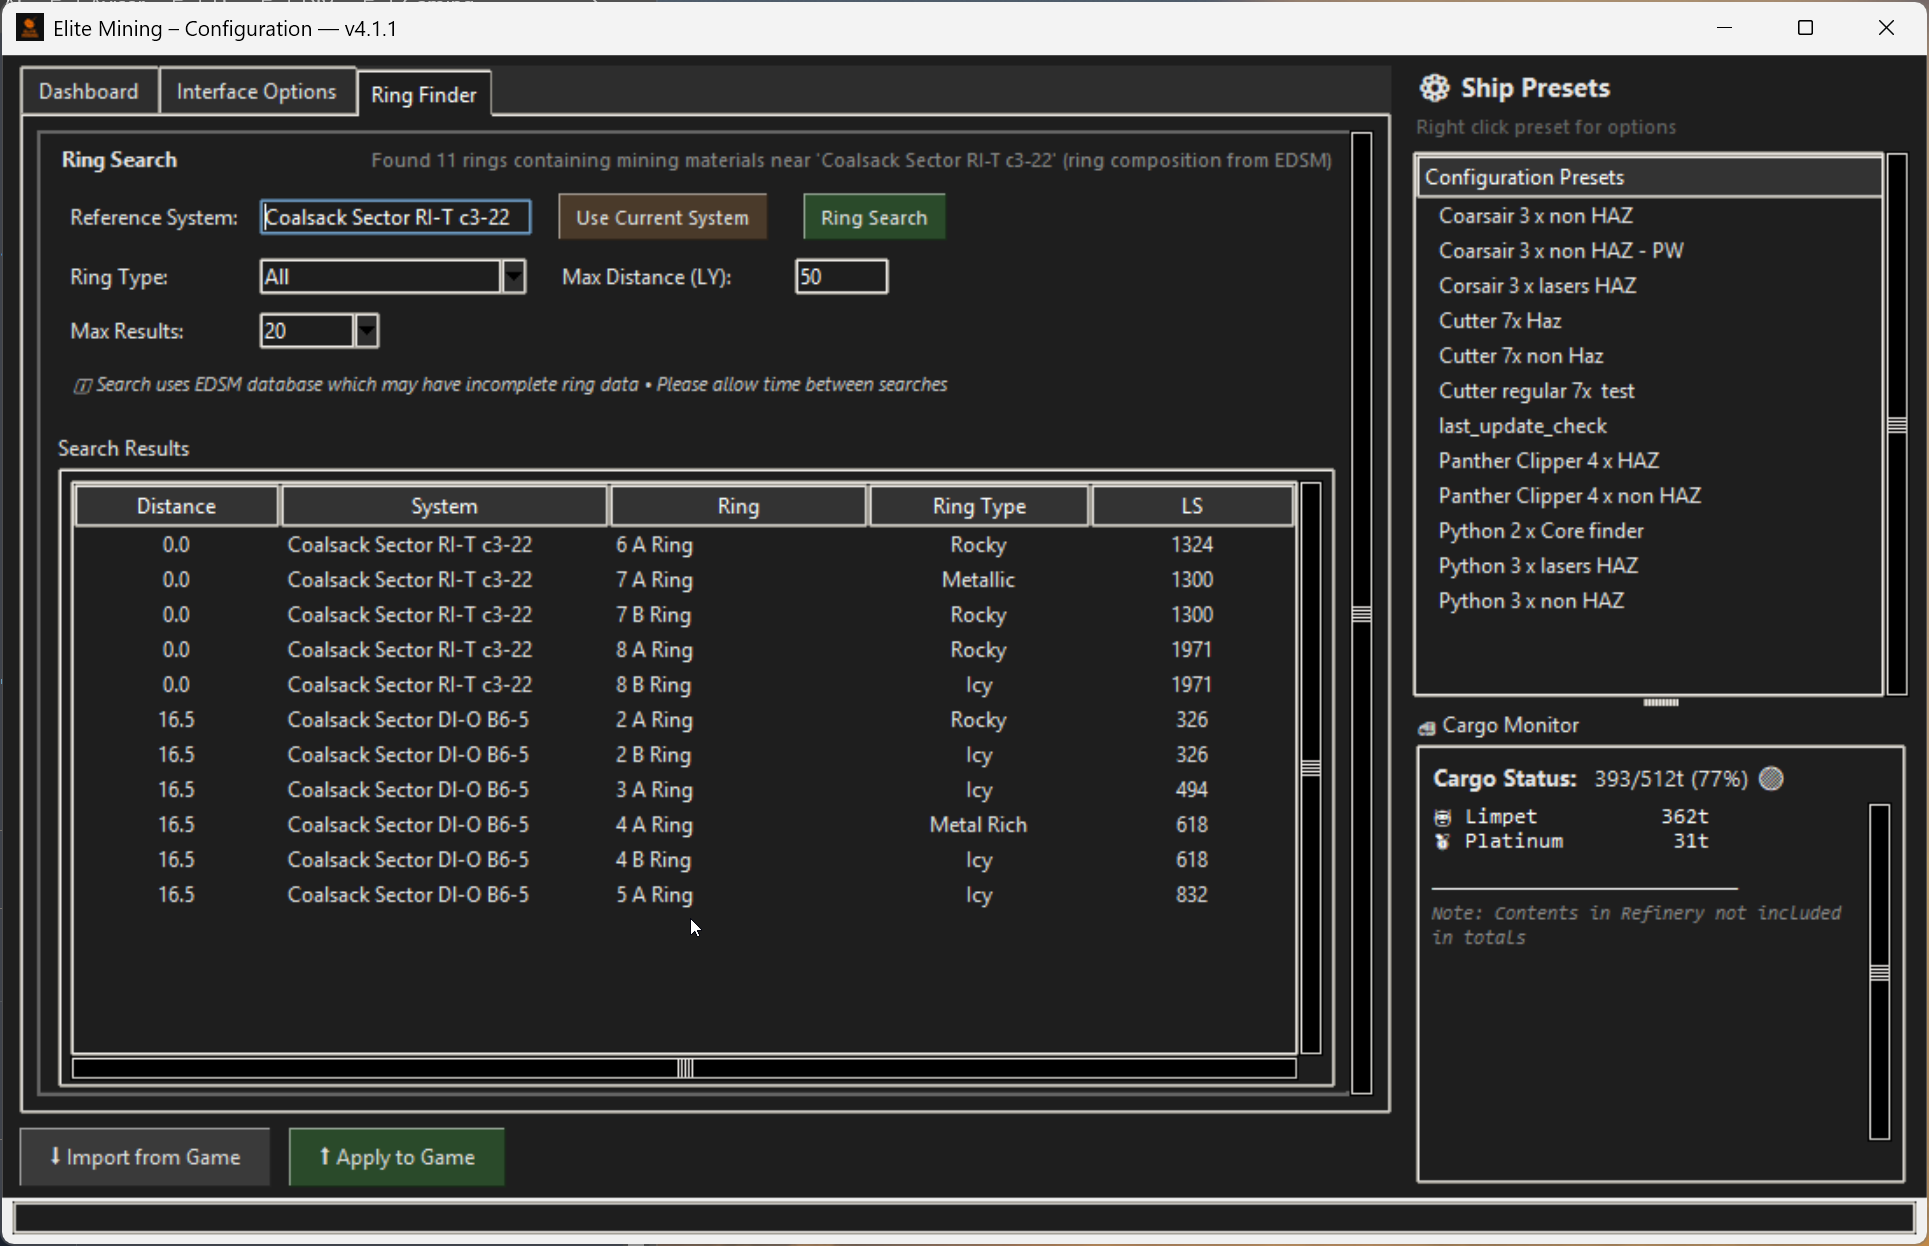 Elite Mining – Configuration — v4.1.1
Dashboard
Interface Options
Ring Finder
Ring Search
Found 11 rings containing mining materials near 'Coalsack Sector RI-T c3-22' (ring composition from EDSM)
Reference System:
Coalsack Sector RI-T c3-22
Use Current System
Ring Search
Ring Type:
All
Max Distance (LY):
50
Max Results:
20
Search uses EDSM database which may have incomplete ring data • Please allow time between searches
Search Results
Distance System Ring Ring Type LS
0.0 Coalsack Sector RI-T c3-22 6 A Ring Rocky 1324
0.0 Coalsack Sector RI-T c3-22 7 A Ring Metallic 1300
0.0 Coalsack Sector RI-T c3-22 7 B Ring Rocky 1300
0.0 Coalsack Sector RI-T c3-22 8 A Ring Rocky 1971
0.0 Coalsack Sector RI-T c3-22 8 B Ring Icy 1971
16.5 Coalsack Sector DI-O B6-5 2 A Ring Rocky 326
16.5 Coalsack Sector DI-O B6-5 2 B Ring Icy 326
16.5 Coalsack Sector DI-O B6-5 3 A Ring Icy 494
16.5 Coalsack Sector DI-O B6-5 4 A Ring Metal Rich 618
16.5 Coalsack Sector DI-O B6-5 4 B Ring Icy 618
16.5 Coalsack Sector DI-O B6-5 5 A Ring Icy 832
⬇ Import from Game
⬆ Apply to Game
Ship Presets
Right click preset for options
Configuration Presets
Coarsair 3 x non HAZ
Coarsair 3 x non HAZ - PW
Corsair 3 x lasers HAZ
Cutter 7x Haz
Cutter 7x non Haz
Cutter regular 7x  test
last_update_check
Panther Clipper 4 x HAZ
Panther Clipper 4 x non HAZ
Python 2 x Core finder
Python 3 x lasers HAZ
Python 3 x non HAZ
Cargo Monitor
Cargo Status: 393/512t (77%)
Limpet 362t
Platinum 31t
Note: Contents in Refinery not included
in totals